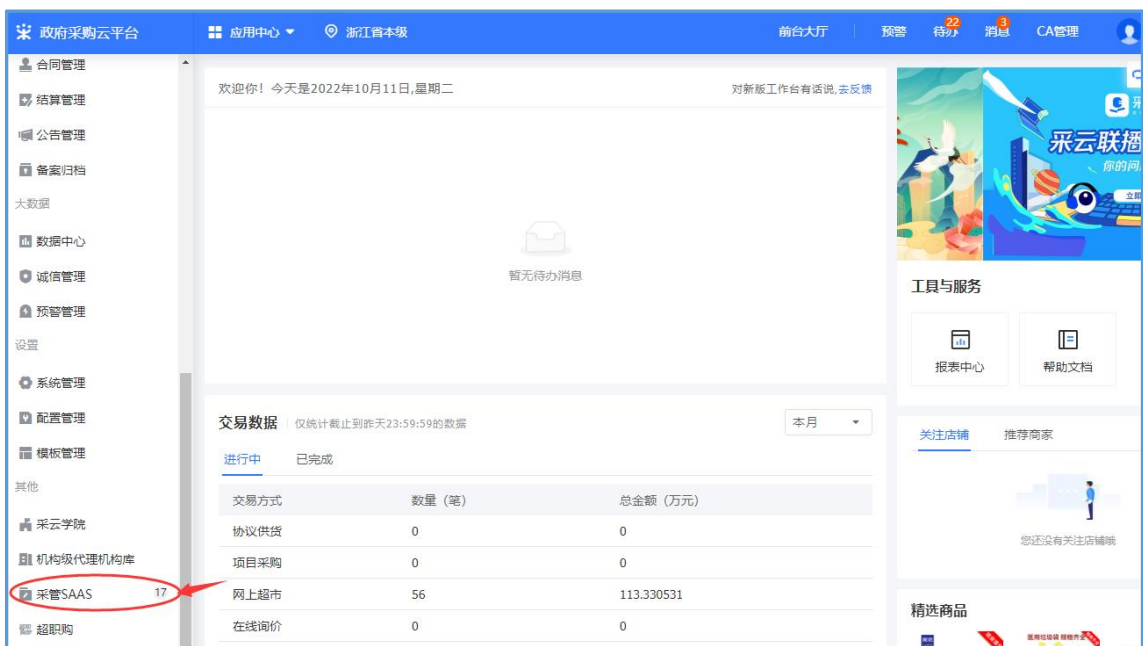 政府采购云平台 应用中心 浙江省本级 前台大厅 预警 待办 22 消息 3 CA管理
合同管理
结算管理
公告管理
备案归档
大数据
数据中心
诚信管理
预警管理
设置
系统管理
配置管理
模板管理
其他
采云学院
机构级代理机构库
采管SAAS 17
超职购
欢迎你！今天是2022年10月11日,星期二 对新版工作台有话说,去反馈
暂无待办消息
交易数据 仅统计截止到昨天23:59:59的数据 本月
进行中 已完成
交易方式 数量（笔） 总金额（万元）
协议供货 0 0
项目采购 0 0
网上超市 56 113.330531
在线询价 0 0
采云联播
你的问
立即
工具与服务
报表中心 帮助文档
关注店铺 推荐商家
您还没有关注店铺哦
精选商品